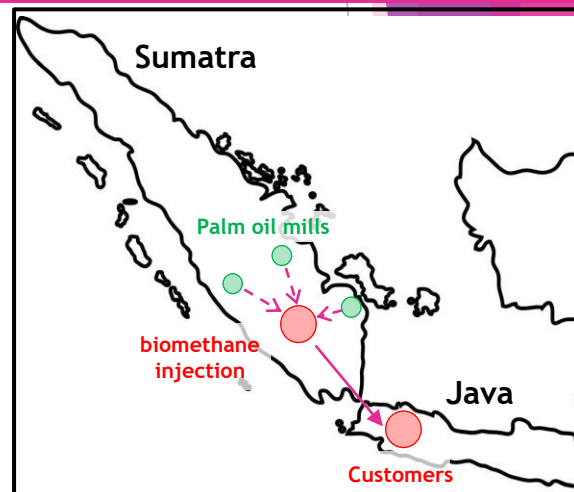 Sumatra
Palm oil mills
biomethane
injection
Java
Customers